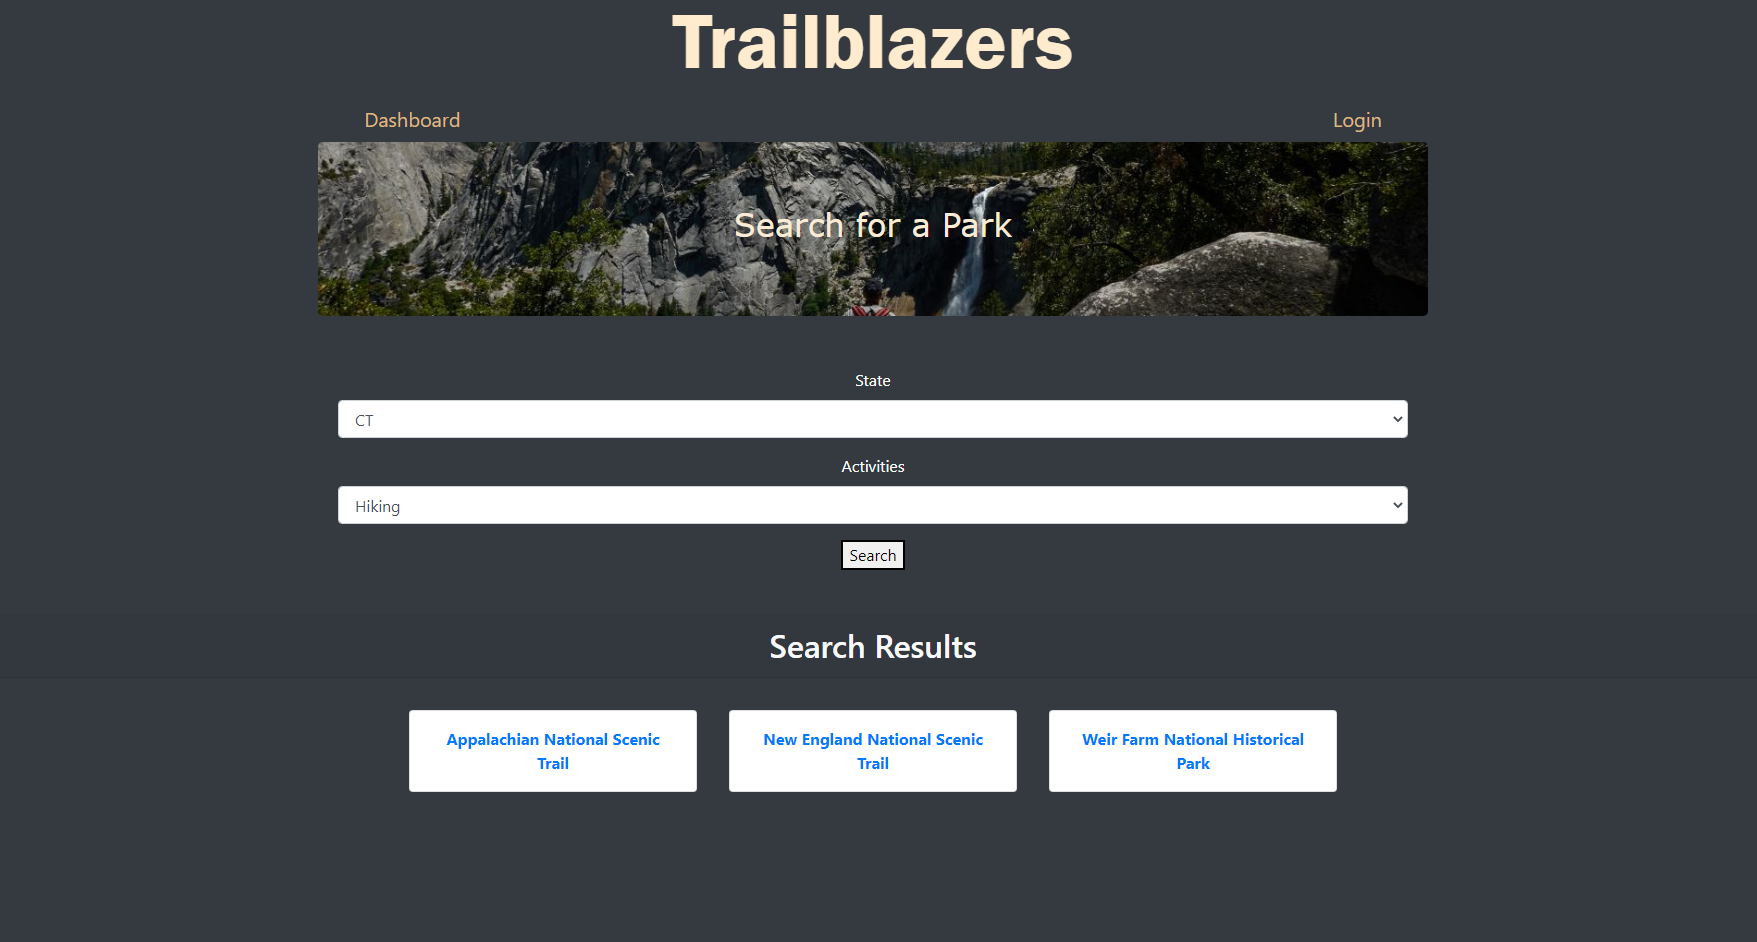 Trailblazers
Dashboard
Login
Search for a Park
State
CT
Activities
Hiking
Search
Search Results
Appalachian National Scenic
Trail
New England National Scenic
Trail
Weir Farm National Historical
Park